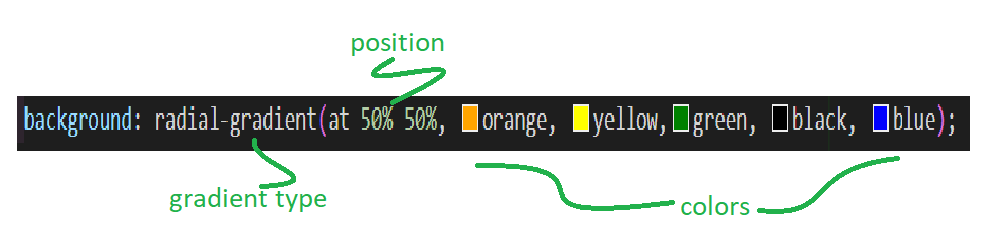 position
background: radial-gradient(at 50% 50%, orange, yellow, green, black, blue);
gradient type
colors